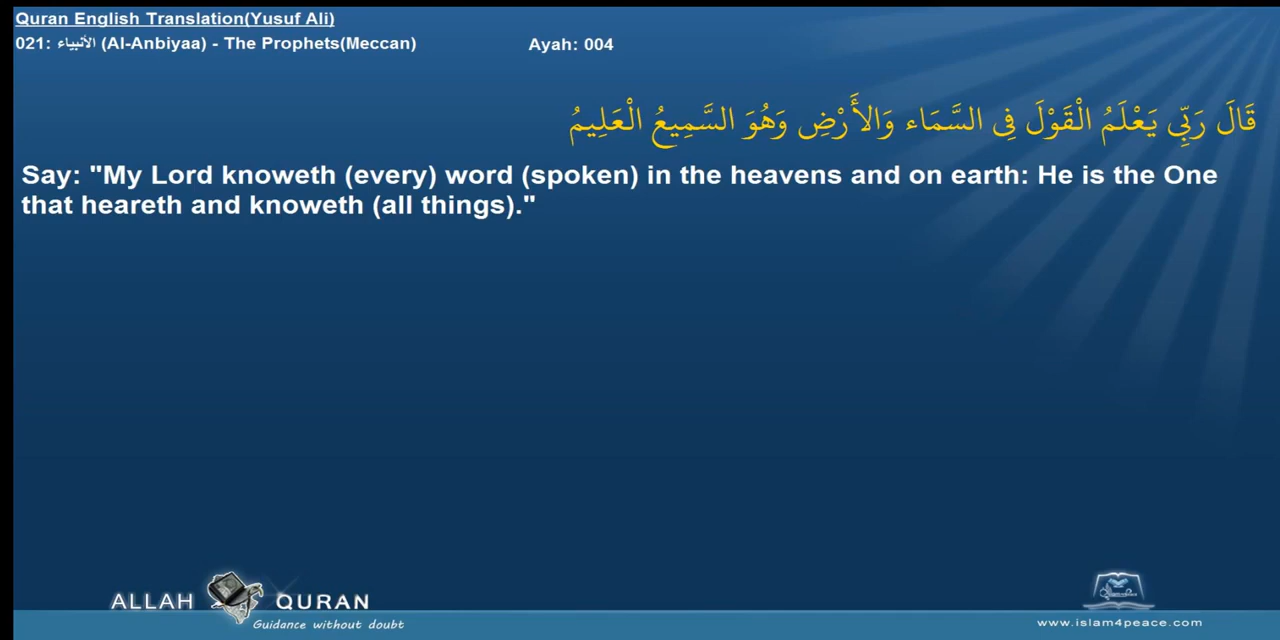 Quran English Translation(Yusuf Ali)
021: الأنبياء (Al-Anbiyaa) - The Prophets(Meccan) Ayah: 004
قَالَ رَبِّي يَعْلَمُ الْقَوْلَ فِي السَّمَاء وَالأَرْضِ وَهُوَ السَّمِيعُ الْعَلِيمُ
Say: "My Lord knoweth (every) word (spoken) in the heavens and on earth: He is the One
that heareth and knoweth (all things)."
ALLAH QURAN
Guidance without doubt
www.islam4peace.com